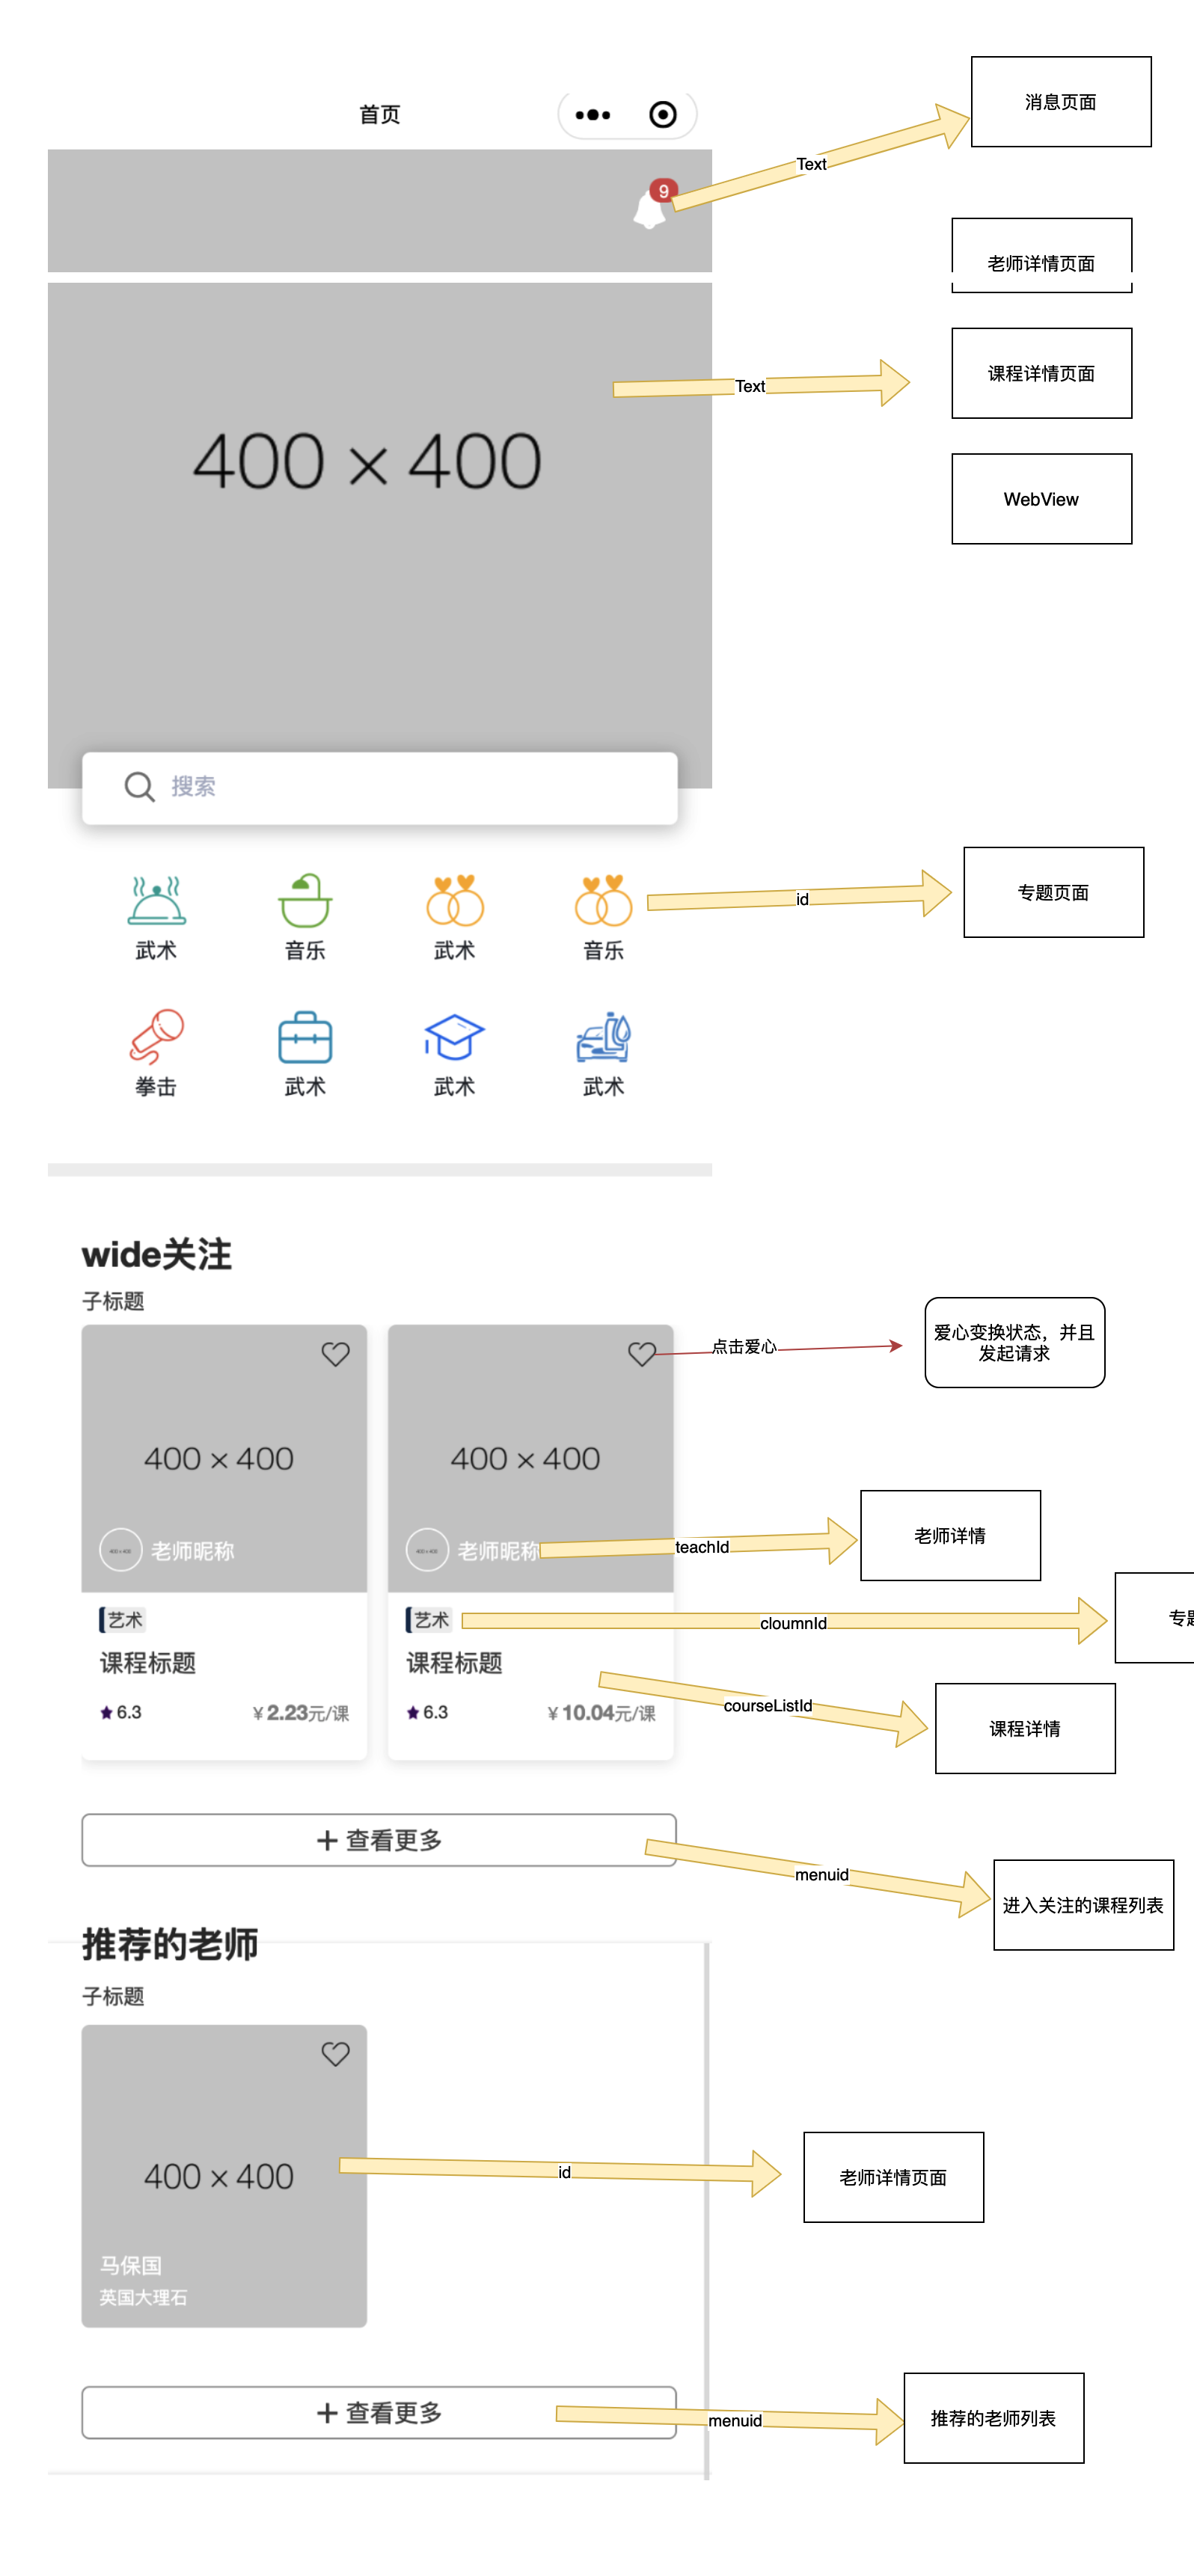 首页
消息页面
9
Text
老师详情页面
课程详情页面
Text
400 × 400
WebView
搜索
专题页面
id
武术
音乐
武术
音乐
拳击
武术
武术
武术
wide关注
子标题
点击爱心
爱心变换状态，并且
发起请求
400 × 400
400 × 400
老师昵称
老师昵称
teachId
老师详情
艺术
艺术
cloumnId
专题
课程标题
课程标题
courseListId
6.3
¥ 2.23元/课
6.3
¥ 10.04元/课
课程详情
+ 查看更多
menuid
进入关注的课程列表
推荐的老师
子标题
400 × 400
id
老师详情页面
马保国
英国大理石
+ 查看更多
menuid
推荐的老师列表